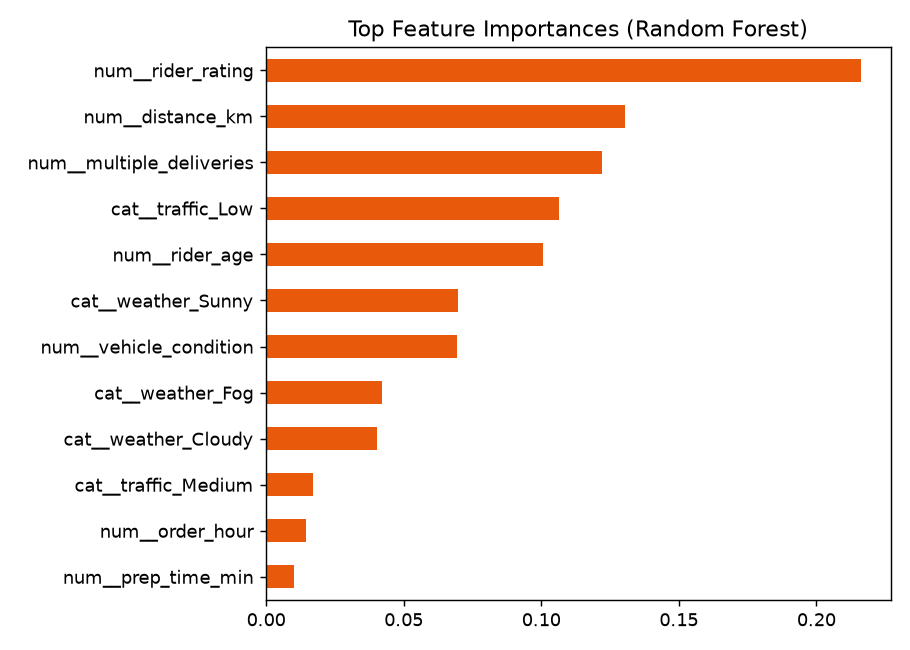 Top Feature Importances (Random Forest)
num__rider_rating
num__distance_km
num__multiple_deliveries
cat__traffic_Low
num__rider_age
cat__weather_Sunny
num__vehicle_condition
cat__weather_Fog
cat__weather_Cloudy
cat__traffic_Medium
num__order_hour
num__prep_time_min
0.00 0.05 0.10 0.15 0.20